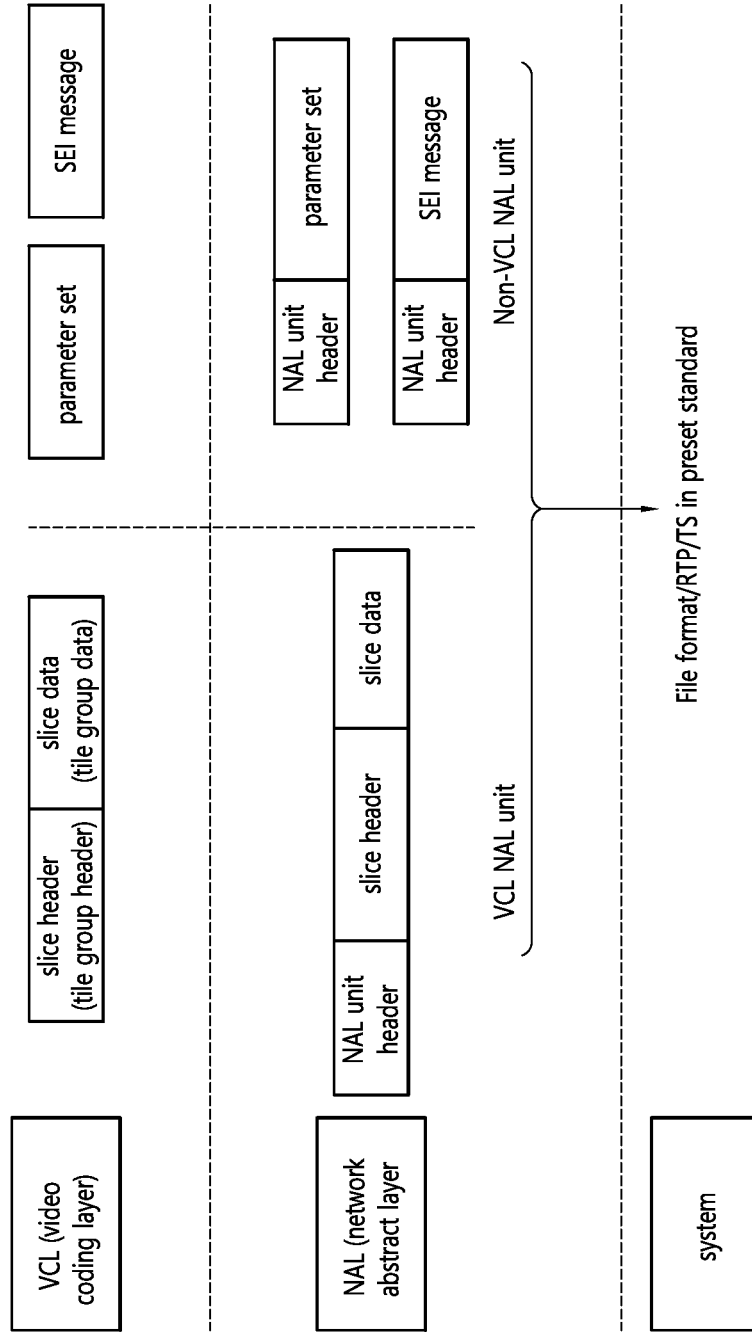 VCL (video
coding layer)
slice header
(tile group header)
slice data
(tile group data)
parameter set
SEI message
NAL (network
abstract layer
NAL unit
header
slice header
slice data
NAL unit
header
parameter set
NAL unit
header
SEI message
VCL NAL unit
Non-VCL NAL unit
system
File format/RTP/TS in preset standard